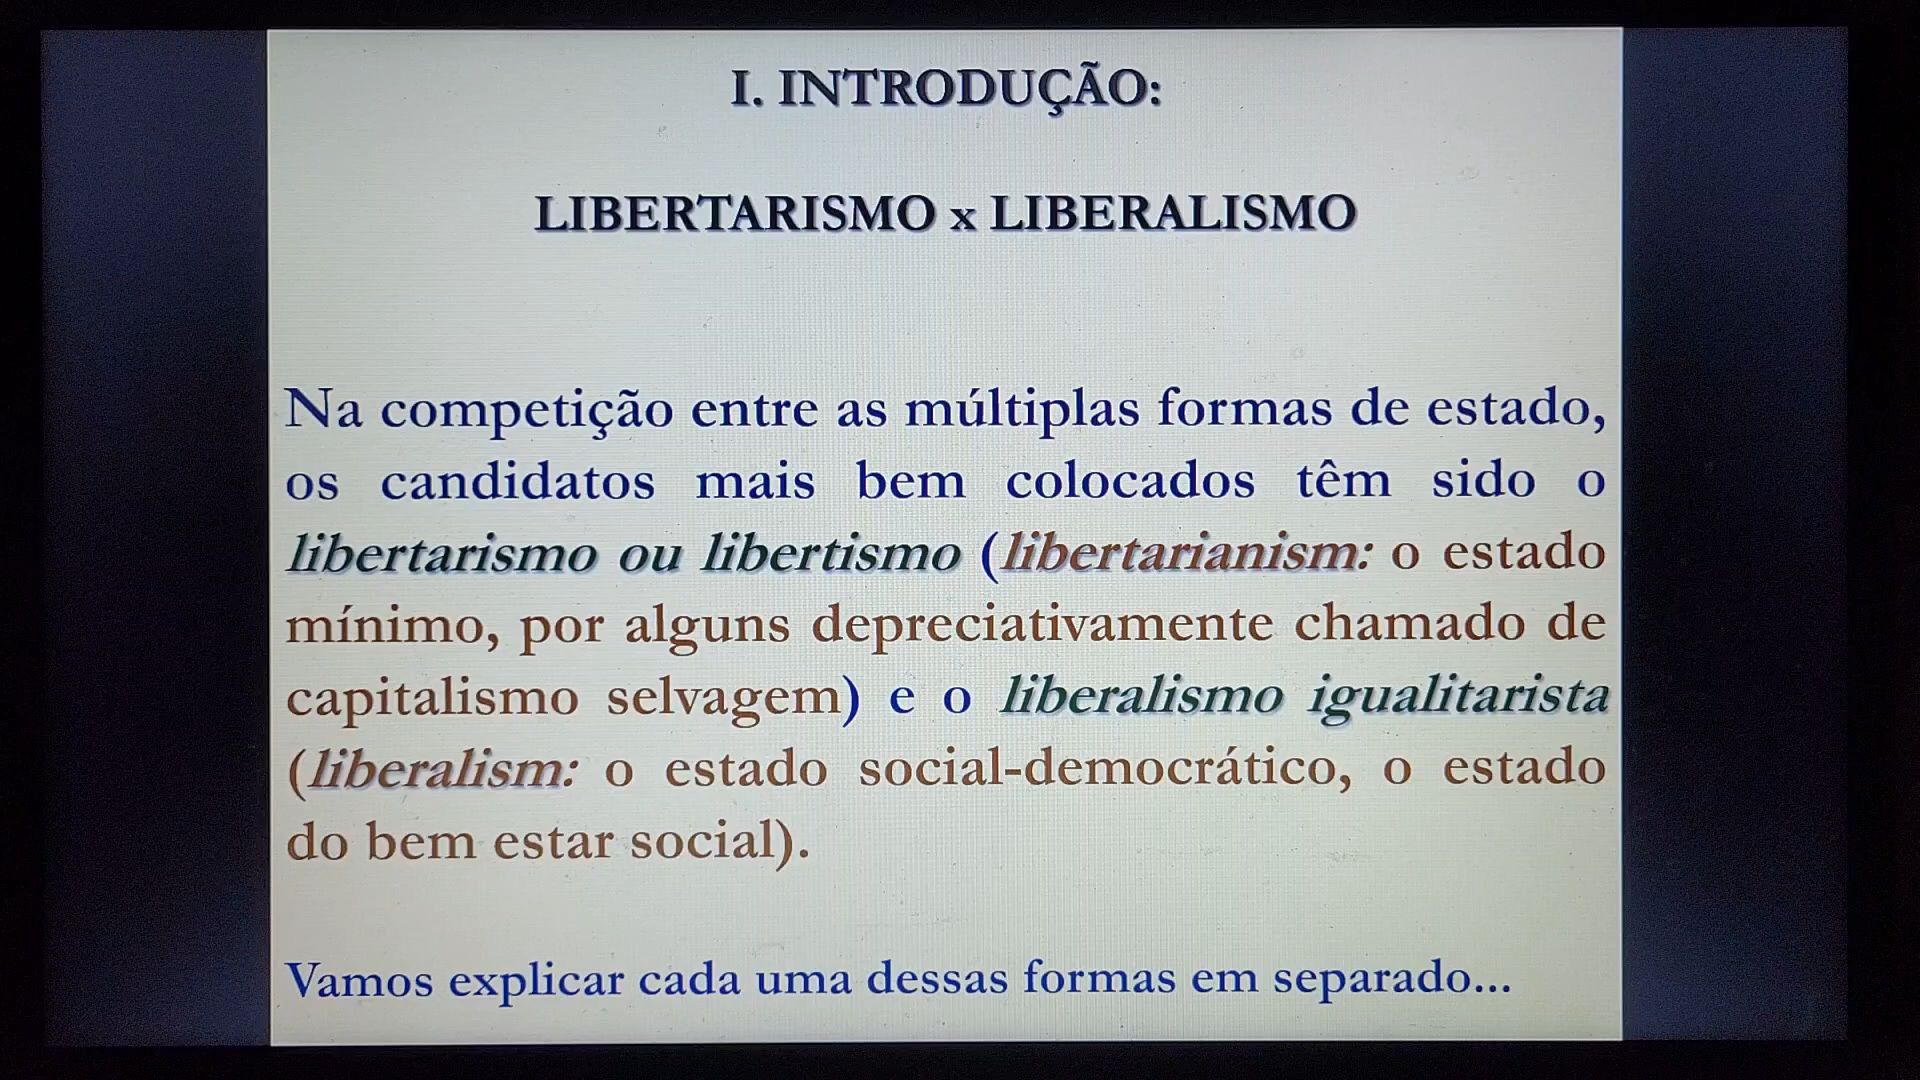 I. INTRODUÇÃO:
LIBERTARISMO x LIBERALISMO
Na competição entre as múltiplas formas de estado,
os candidatos mais bem colocados têm sido o
libertarismo ou libertismo (libertarianism: o estado
mínimo, por alguns depreciativamente chamado de
capitalismo selvagem) e o liberalismo igualitarista
(liberalism: o estado social-democrático, o estado
do bem estar social).
Vamos explicar cada uma dessas formas em separado...